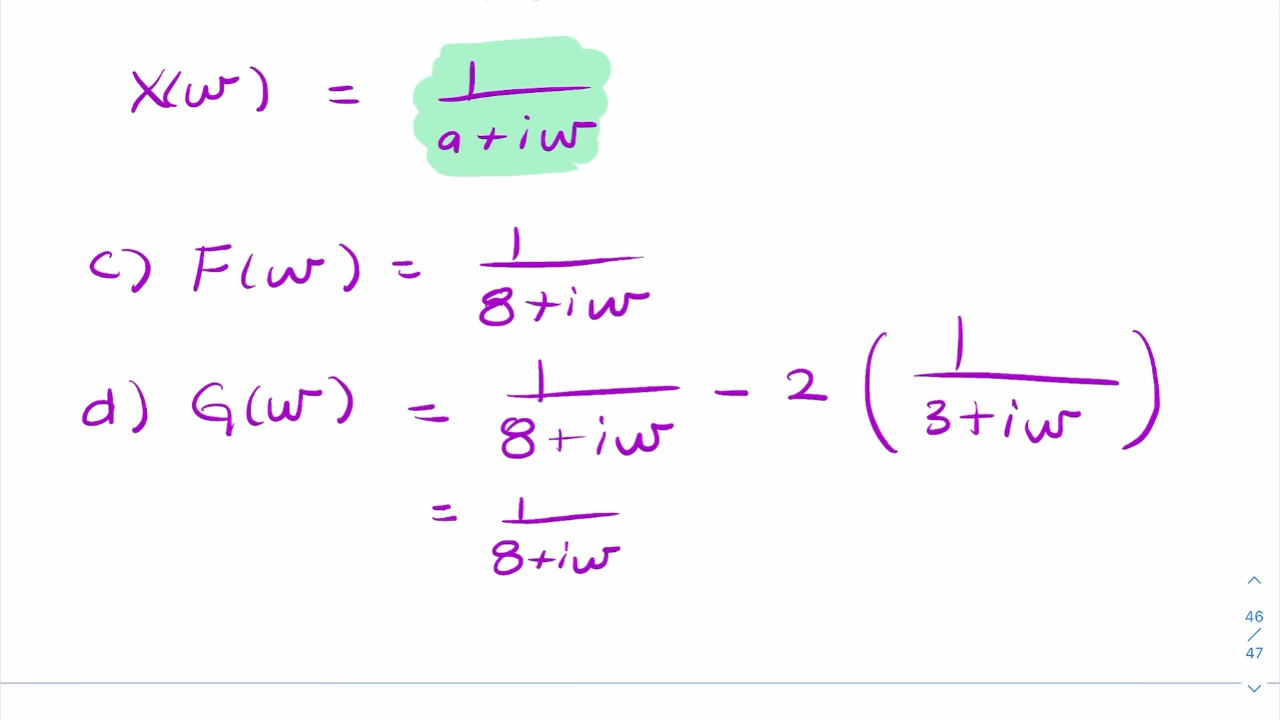 X(w) = 1/(a+iw)
c) F(w) = 1/(8+iw)
d) G(w) = 1/(8+iw) - 2 (1/(3+iw))
= 1/(8+iw)
46
/
47